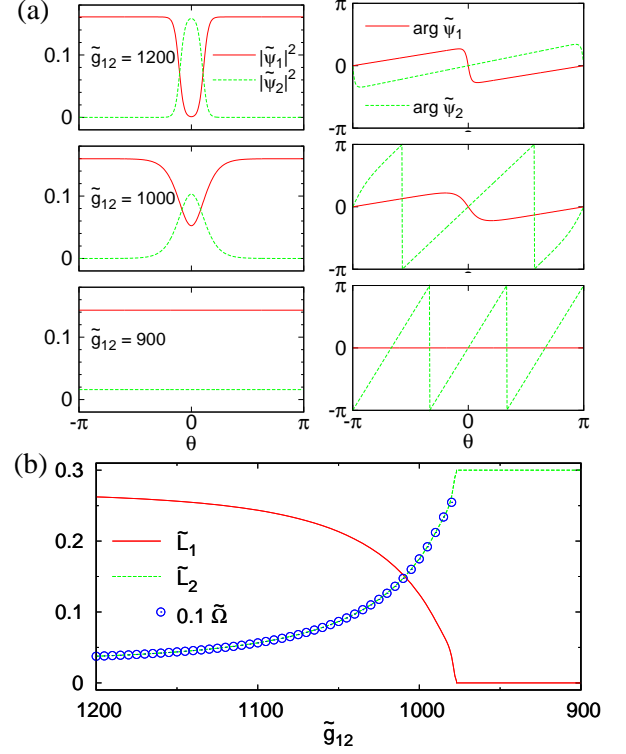 (a)
0.1
0
g̃₁₂ = 1200
|ψ̃₁|²
|ψ̃₂|²
π
0
-π
arg ψ̃₁
arg ψ̃₂
0.1
0
g̃₁₂ = 1000
π
0
-π
0.1
0
g̃₁₂ = 900
-π 0 π
θ
π
0
-π
-π 0 π
θ
(b)
0.3
0.2
0.1
0
L̃₁
L̃₂
0.1 Ω̃
1200 1100 1000 900
g̃₁₂